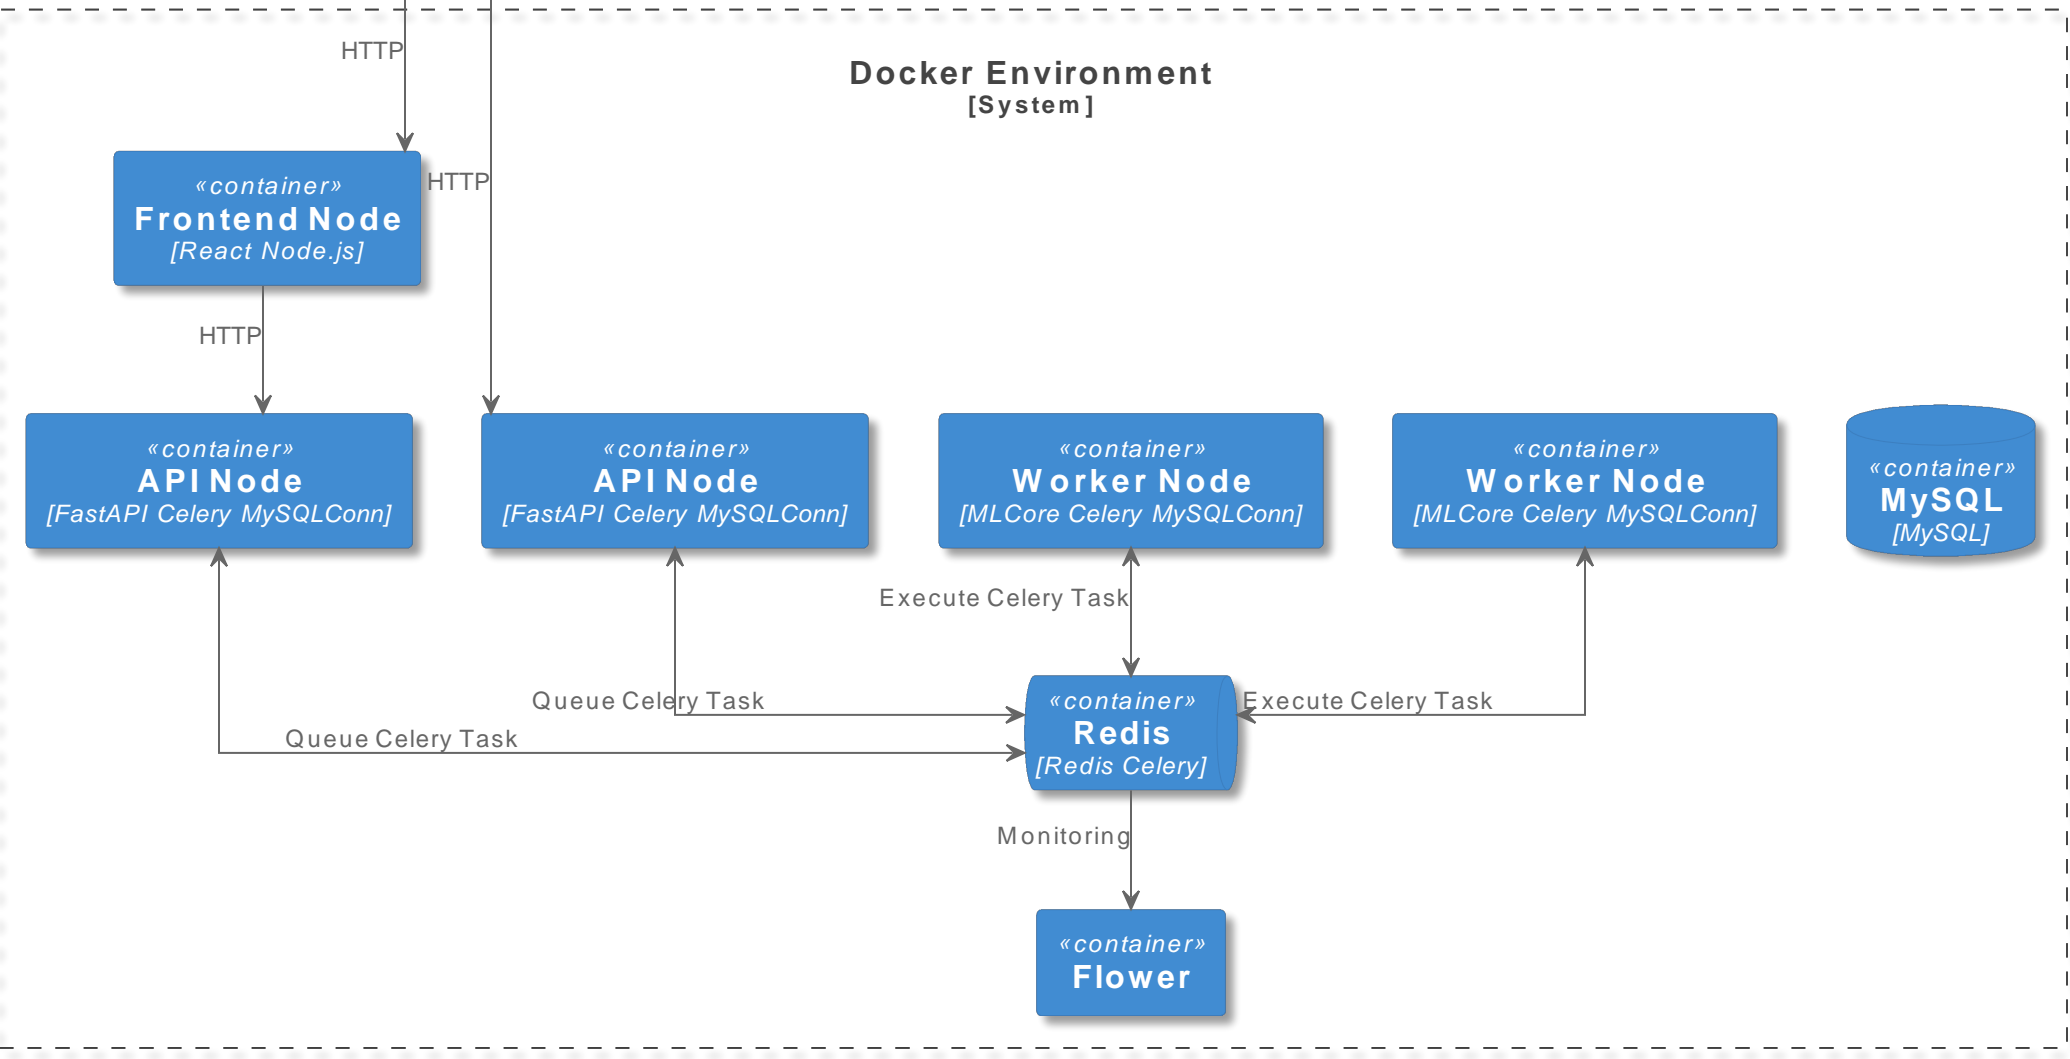 HTTP
Docker Environment
[System]
HTTP
«container»
Frontend Node
[React Node.js]
HTTP
«container»
API Node
[FastAPI Celery MySQLConn]
«container»
API Node
[FastAPI Celery MySQLConn]
«container»
Worker Node
[MLCore Celery MySQLConn]
«container»
Worker Node
[MLCore Celery MySQLConn]
«container»
MySQL
[MySQL]
Execute Celery Task
Queue Celery Task
Execute Celery Task
Queue Celery Task
«container»
Redis
[Redis Celery]
Monitoring
«container»
Flower